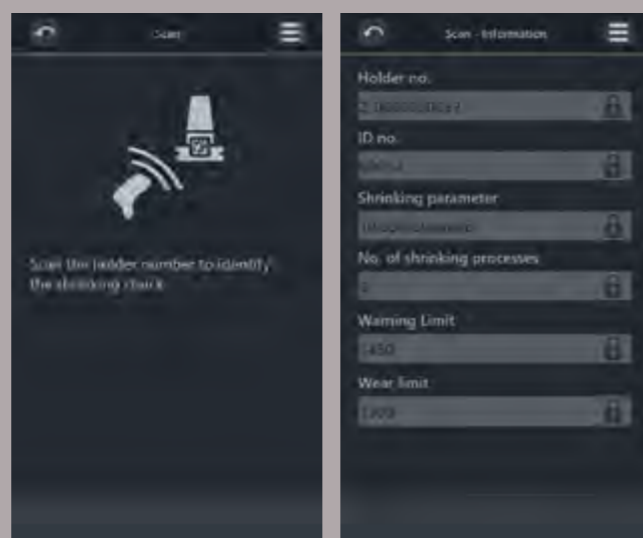 Scan
Scan the holder number to identify
the shrinking chuck
Scan - Information
Holder no.
ID no.
Shrinking parameter
No. of shrinking processes
Warning Limit
1450
Wear limit